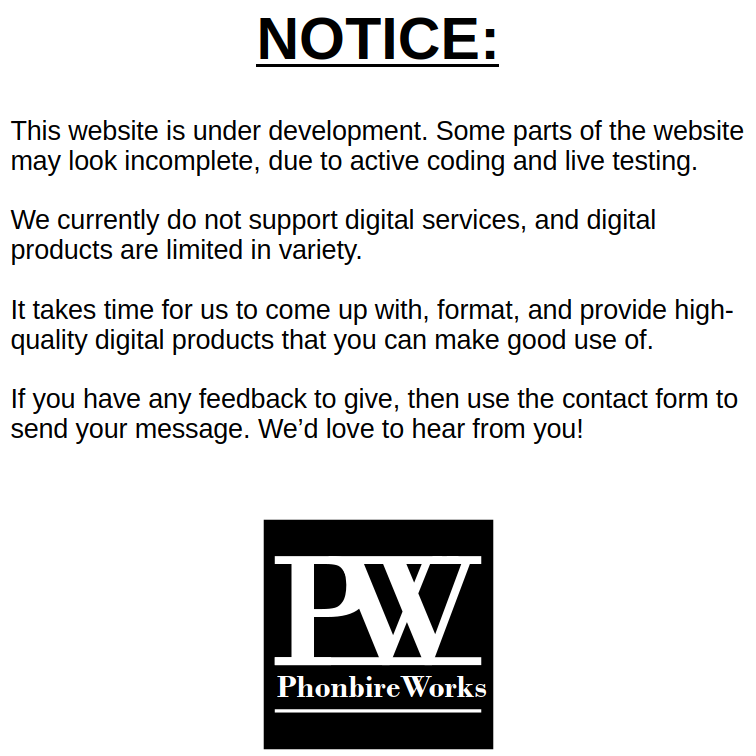 NOTICE:
This website is under development. Some parts of the website
may look incomplete, due to active coding and live testing.
We currently do not support digital services, and digital
products are limited in variety.
It takes time for us to come up with, format, and provide high-
quality digital products that you can make good use of.
If you have any feedback to give, then use the contact form to
send your message. We’d love to hear from you!
PW
PhonbireWorks